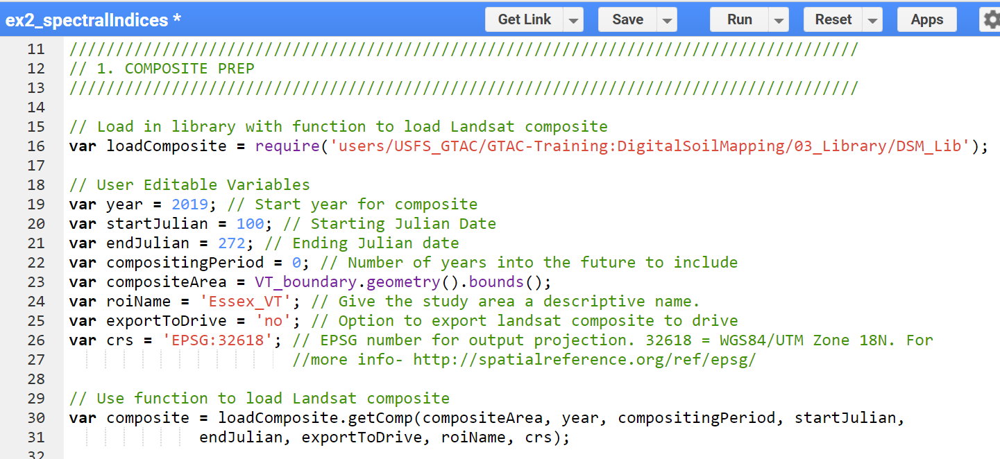 ex2_spectralIndices * Get Link Save Run Reset Apps
11 /////////////////////////////////////////////////////////////////////////////////////
12 // 1. COMPOSITE PREP
13 /////////////////////////////////////////////////////////////////////////////////////
14
15 // Load in library with function to load Landsat composite
16 var loadComposite = require('users/USFS_GTAC/GTAC-Training:DigitalSoilMapping/03_Library/DSM_Lib');
17
18 // User Editable Variables
19 var year = 2019; // Start year for composite
20 var startJulian = 100; // Starting Julian Date
21 var endJulian = 272; // Ending Julian date
22 var compositingPeriod = 0; // Number of years into the future to include
23 var compositeArea = VT_boundary.geometry().bounds();
24 var roiName = 'Essex_VT'; // Give the study area a descriptive name.
25 var exportToDrive = 'no'; // Option to export landsat composite to drive
26 var crs = 'EPSG:32618'; // EPSG number for output projection. 32618 = WGS84/UTM Zone 18N. For
27 //more info- http://spatialreference.org/ref/epsg/
28
29 // Use function to load Landsat composite
30 var composite = loadComposite.getComp(compositeArea, year, compositingPeriod, startJulian,
31 endJulian, exportToDrive, roiName, crs);
32